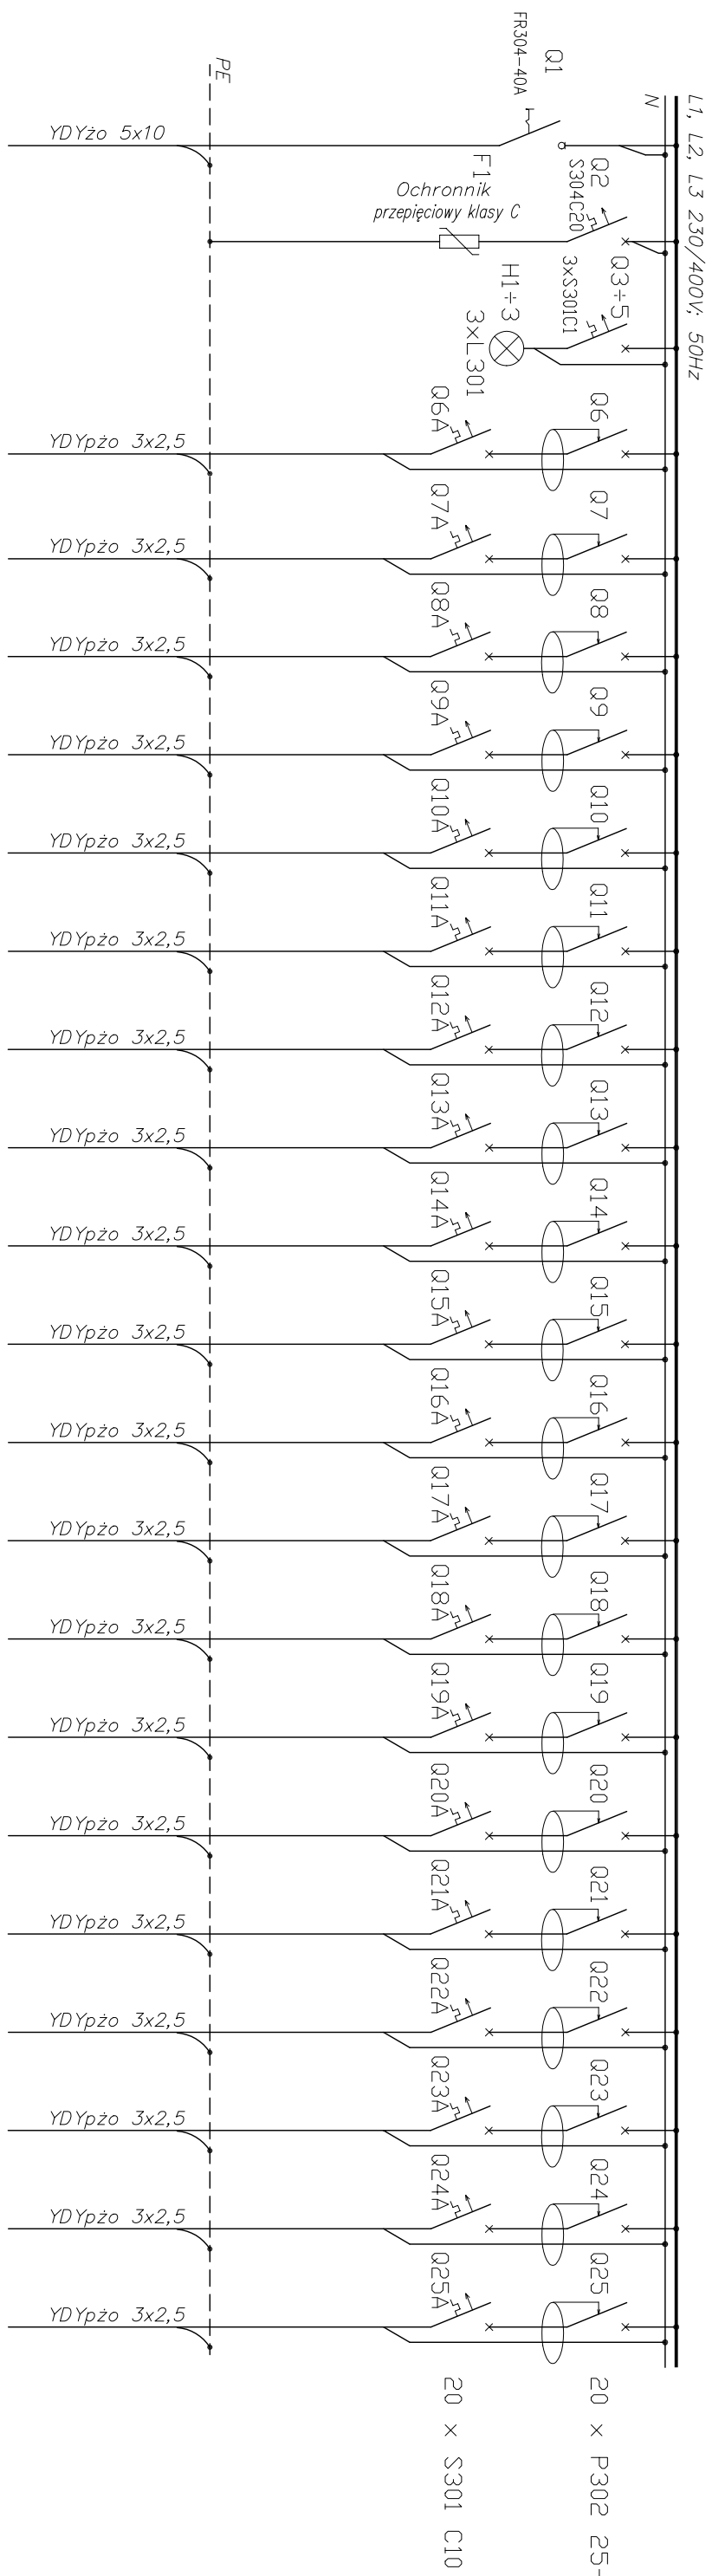 L1, L2, L3 230/400V; 50Hz
N
PE
Q1
FR304-40A
YDYżo 5x10
Q2
S304C20
F1
Ochronnik
przepięciowy klasy C
Q3÷5
3xS301C1
H1÷3
3xL301
Q6
Q6A
YDYpżo 3x2,5
Q7
Q7A
YDYpżo 3x2,5
Q8
Q8A
YDYpżo 3x2,5
Q9
Q9A
YDYpżo 3x2,5
Q10
Q10A
YDYpżo 3x2,5
Q11
Q11A
YDYpżo 3x2,5
Q12
Q12A
YDYpżo 3x2,5
Q13
Q13A
YDYpżo 3x2,5
Q14
Q14A
YDYpżo 3x2,5
Q15
Q15A
YDYpżo 3x2,5
Q16
Q16A
YDYpżo 3x2,5
Q17
Q17A
YDYpżo 3x2,5
Q18
Q18A
YDYpżo 3x2,5
Q19
Q19A
YDYpżo 3x2,5
Q20
Q20A
YDYpżo 3x2,5
Q21
Q21A
YDYpżo 3x2,5
Q22
Q22A
YDYpżo 3x2,5
Q23
Q23A
YDYpżo 3x2,5
Q24
Q24A
YDYpżo 3x2,5
Q25
Q25A
YDYpżo 3x2,5
20 x P302 25-
20 x S301 C10